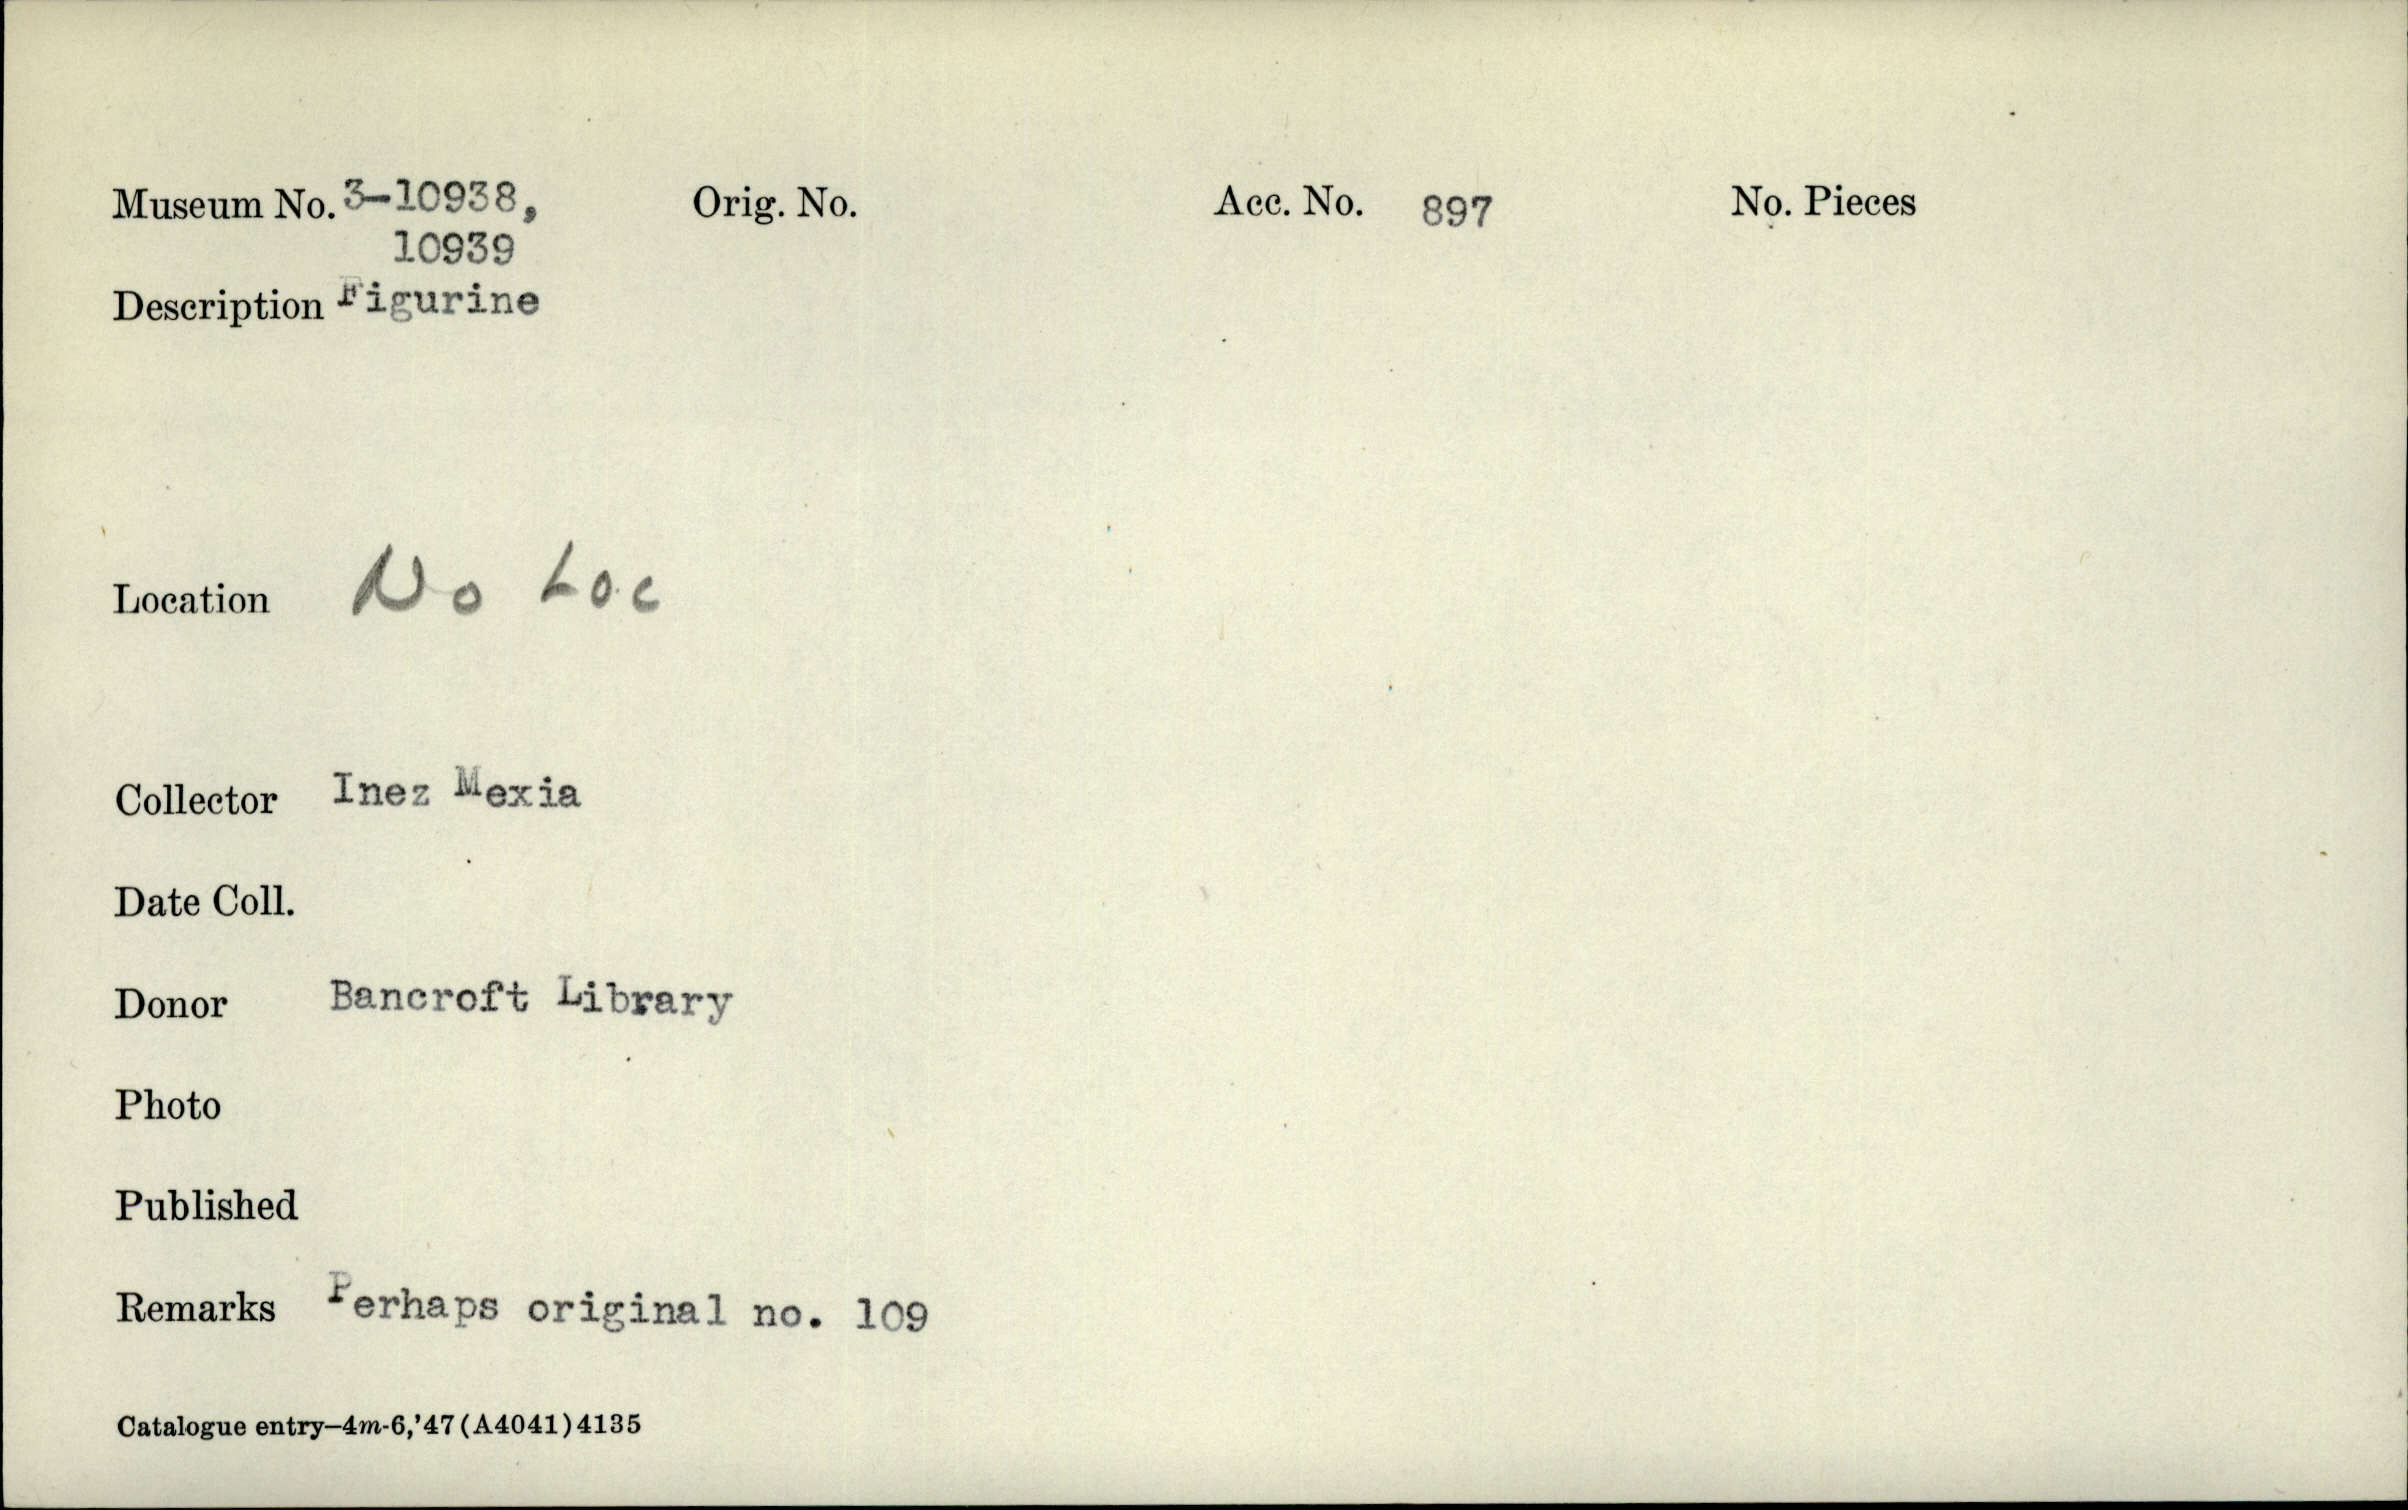 Museum No. 3-10938, Orig. No. Acc. No. 897 No. Pieces
10939
Description Figurine
Location No Loc
Collector Inez Mexia
Date Coll.
Donor Bancroft Library
Photo
Published
Remarks Perhaps original no. 109
Catalogue entry—4m-6,'47(A4041)4135